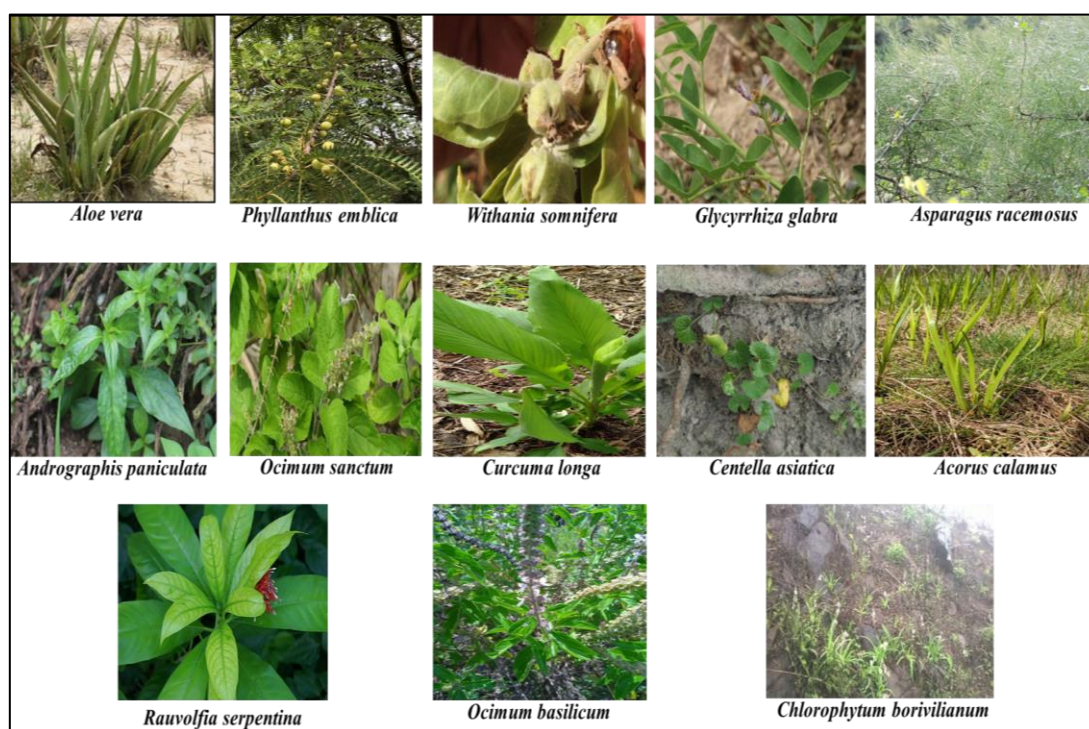 Aloe vera
Phyllanthus emblica
Withania somnifera
Glycyrrhiza glabra
Asparagus racemosus
Andrographis paniculata
Ocimum sanctum
Curcuma longa
Centella asiatica
Acorus calamus
Rauvolfia serpentina
Ocimum basilicum
Chlorophytum borivilianum